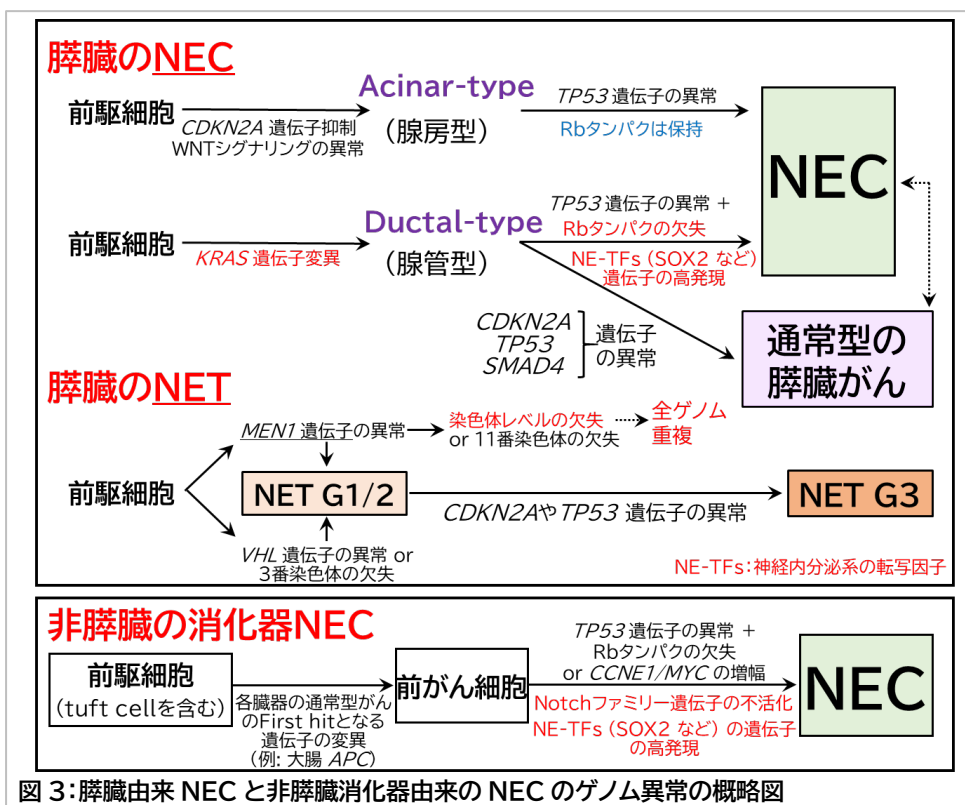 膵臓のNEC
前駆細胞
CDKN2A 遺伝子抑制
WNTシグナリングの異常
Acinar-type
（腺房型）
TP53 遺伝子の異常
Rbタンパクは保持
NEC
前駆細胞
KRAS 遺伝子変異
Ductal-type
（腺管型）
TP53 遺伝子の異常 ＋
Rbタンパクの欠失
NE-TFs（SOX2 など）
遺伝子の高発現
CDKN2A
TP53
SMAD4
遺伝子
の異常
通常型の
膵臓がん
膵臓のNET
前駆細胞
MEN1 遺伝子の異常
染色体レベルの欠失
or 11番染色体の欠失
全ゲノム
重複
NET G1/2
VHL 遺伝子の異常 or
3番染色体の欠失
CDKN2AやTP53 遺伝子の異常
NET G3
NE-TFs：神経内分泌系の転写因子
非膵臓の消化器NEC
前駆細胞
（tuft cellを含む）
各臓器の通常型がん
のFirst hitとなる
遺伝子の変異
（例: 大腸 APC）
前がん細胞
TP53 遺伝子の異常 ＋
Rbタンパクの欠失
or CCNE1/MYC の増幅
Notchファミリー遺伝子の不活化
NE-TFs（SOX2 など）の遺伝子
の高発現
NEC
図 3：膵臓由来 NEC と非膵臓消化器由来の NEC のゲノム異常の概略図